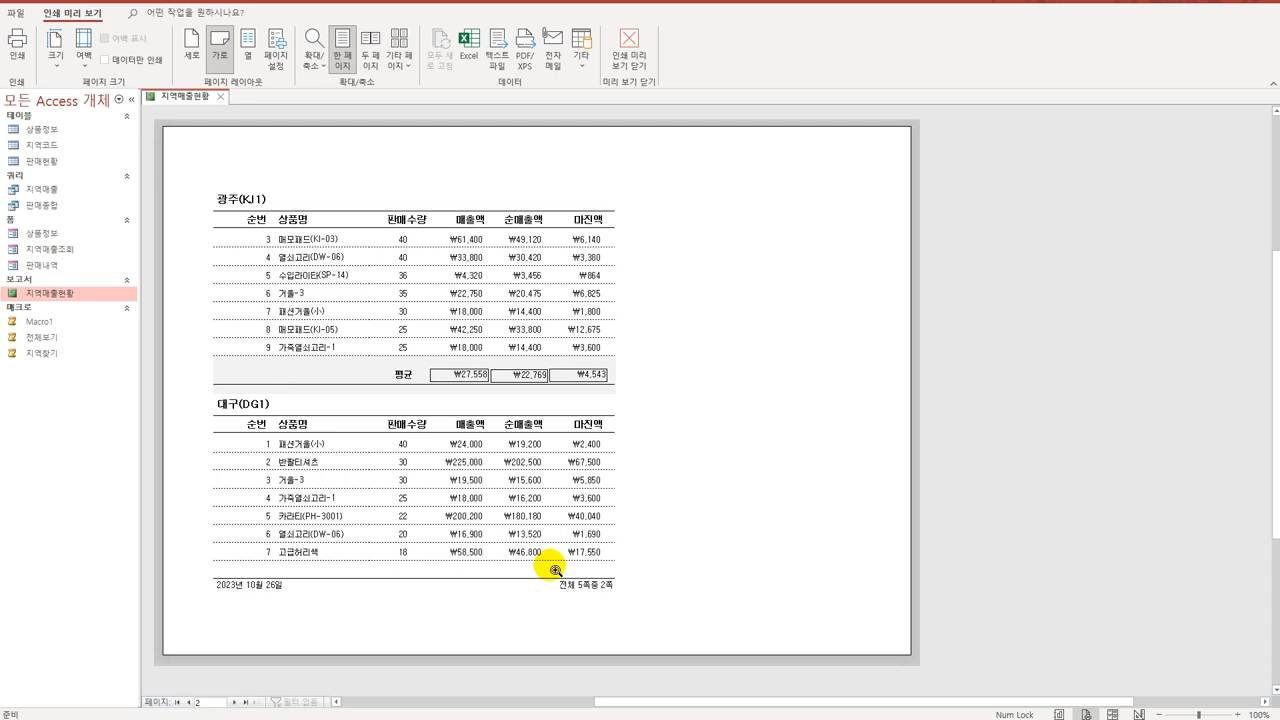 파일 인쇄 미리 보기 어떤 작업을 원하시나요?
인쇄 크기 여백 여백 표시 데이터만 인쇄 세로 가로 열 페이지 설정 확대/축소 한 페이지 두 페이지 기타 페이지 모두 새로 고침 Excel 텍스트 파일 PDF/XPS 전자 메일 기타 인쇄 미리 보기 닫기
인쇄 페이지 크기 페이지 레이아웃 확대/축소 데이터 미리 보기 닫기
모든 Access 개체 «
지역매출현황
테이블
상품정보
지역코드
판매현황
쿼리
지역매출
판매종합
폼
상품정보
지역매출조회
판매내역
보고서
지역매출현황
매크로
Macro1
전체보기
지역찾기
광주(KJ1)
순번 상품명 판매수량 매출액 순매출액 마진액
3 메모패드(KI-03) 40 ₩61,400 ₩49,120 ₩6,140
4 열쇠고리(DW-06) 40 ₩33,800 ₩30,420 ₩3,380
5 수입라이타(SP-14) 36 ₩4,320 ₩3,456 ₩864
6 거울-3 35 ₩22,750 ₩20,475 ₩6,825
7 패션거울(小) 30 ₩18,000 ₩14,400 ₩1,800
8 메모패드(KI-05) 25 ₩42,250 ₩33,800 ₩12,675
9 가죽열쇠고리-1 25 ₩18,000 ₩14,400 ₩3,600
평균 ₩27,558 ₩22,769 ₩4,543
대구(DG1)
순번 상품명 판매수량 매출액 순매출액 마진액
1 패션거울(小) 40 ₩24,000 ₩19,200 ₩2,400
2 반팔티셔츠 30 ₩225,000 ₩202,500 ₩67,500
3 거울-3 30 ₩19,500 ₩15,600 ₩5,850
4 가죽열쇠고리-1 25 ₩18,000 ₩16,200 ₩3,600
5 카라티(PH-3001) 22 ₩200,200 ₩180,180 ₩40,040
6 열쇠고리(DW-06) 20 ₩16,900 ₩13,520 ₩1,690
7 고급허리색 18 ₩58,500 ₩46,800 ₩17,550
2023년 10월 26일 전체 5쪽중 2쪽
페이지: 2 필터 없음
준비 Num Lock 100%